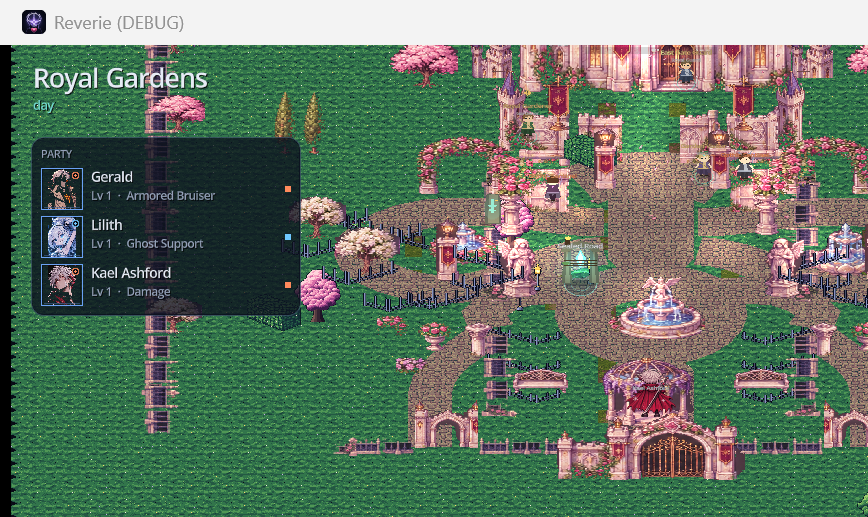 Reverie (DEBUG)
Royal Gardens
day
PARTY
Gerald
Lv 1 · Armored Bruiser
Lilith
Lv 1 · Ghost Support
Kael Ashford
Lv 1 · Damage